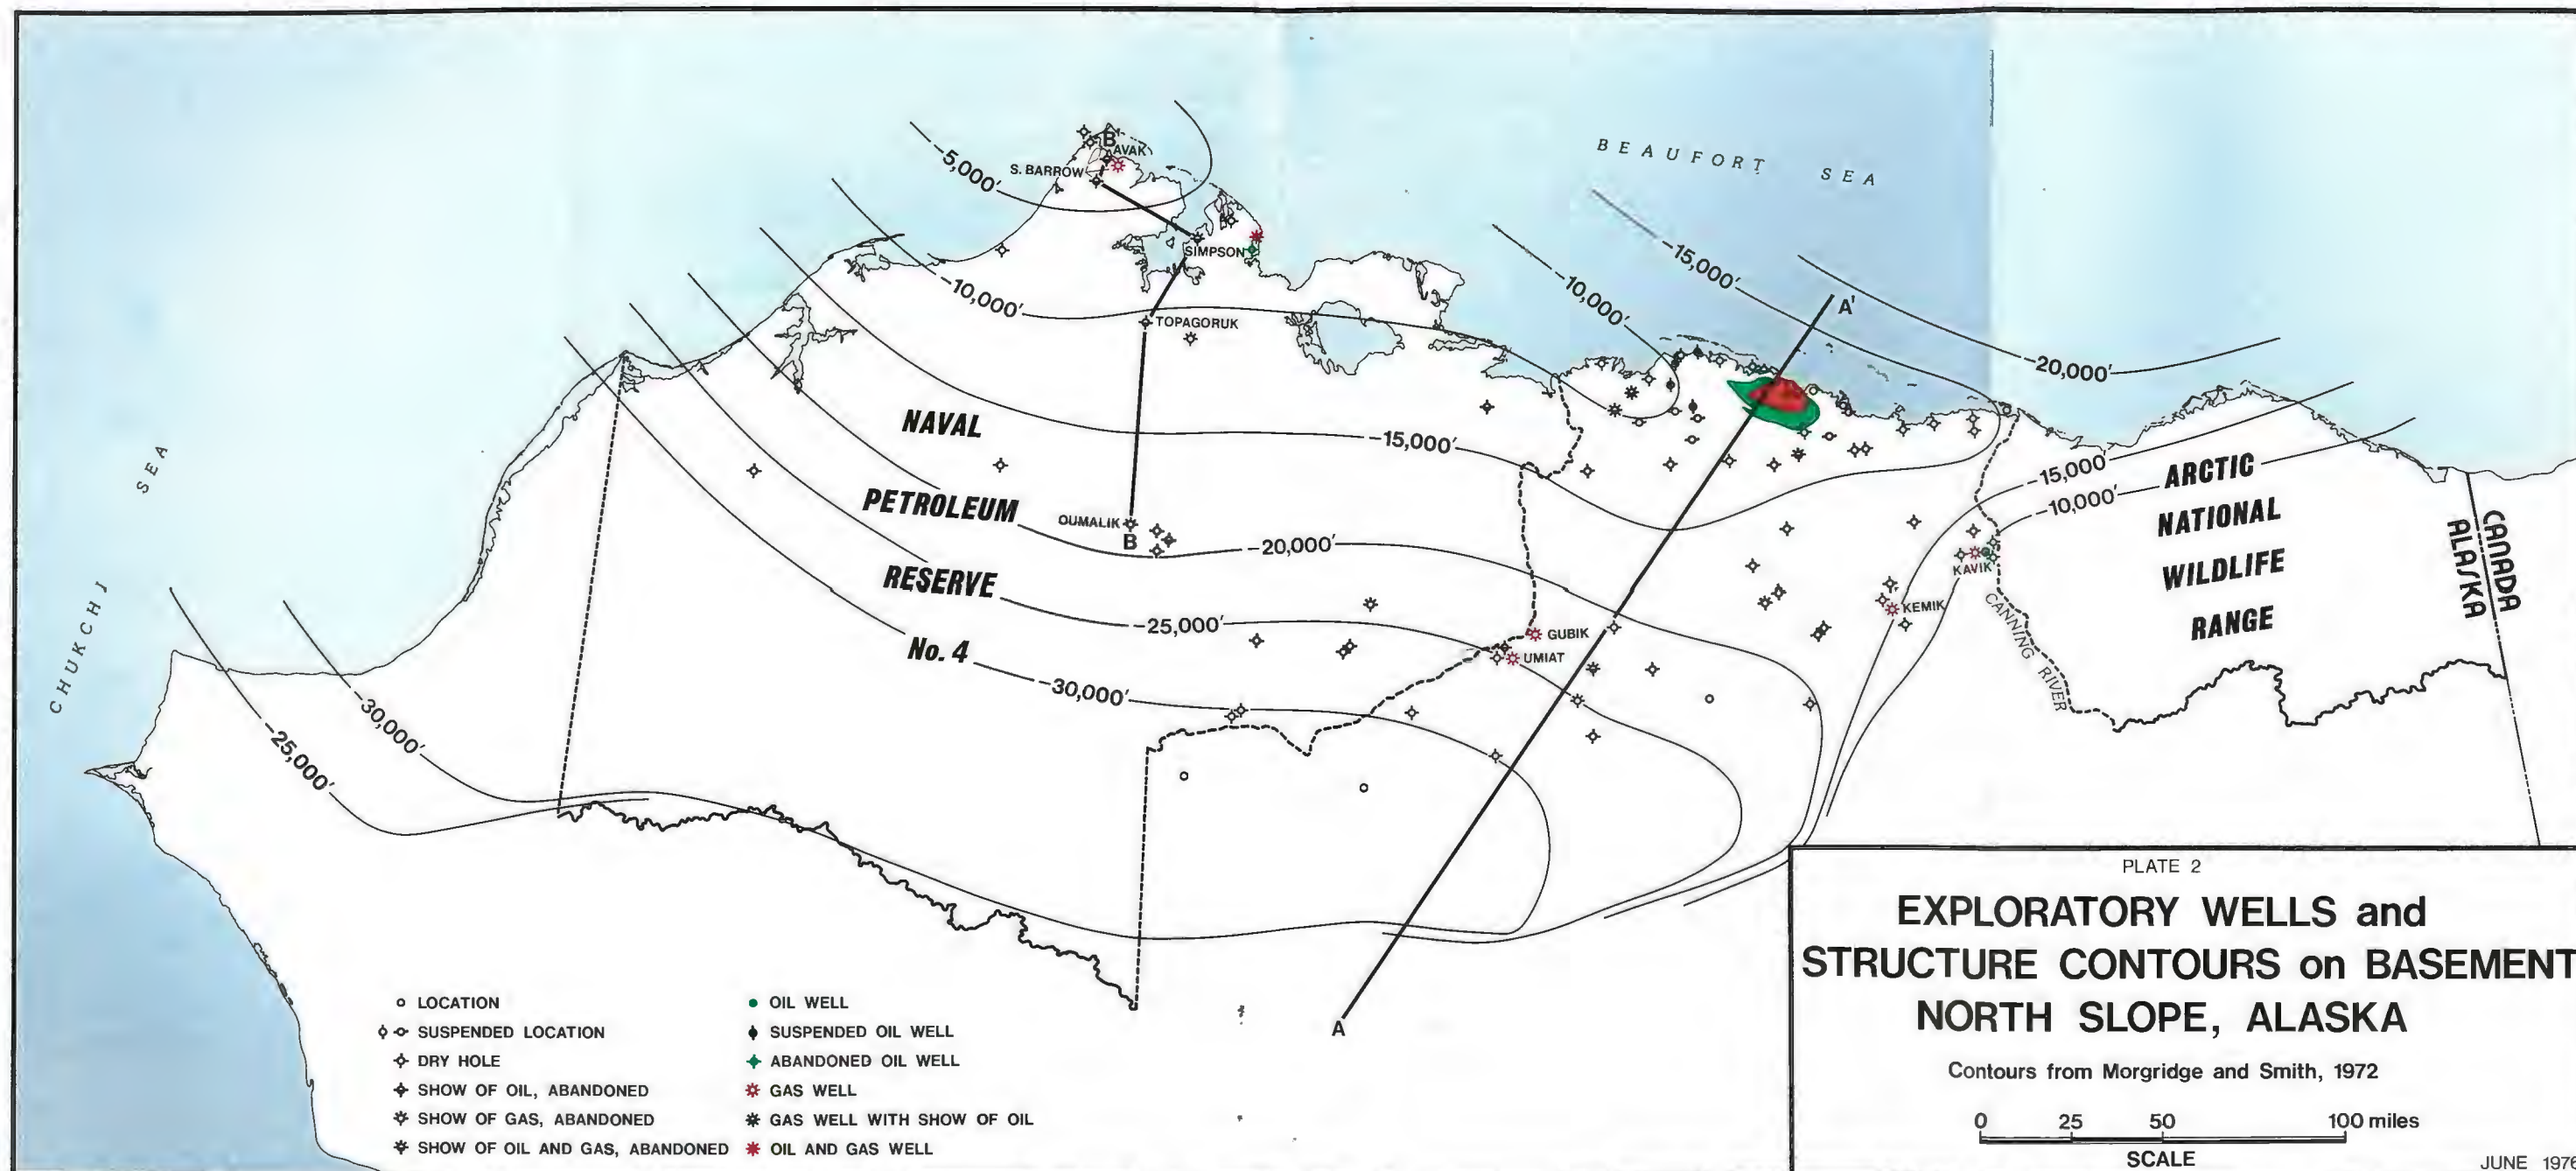 BEAUFORT SEA
B'
AVAK
S. BARROW
-5,000'
SIMPSON
-10,000'
TOPAGORUK
-15,000'
-10,000'
A'
-20,000'
CHUKCHI SEA
NAVAL
PETROLEUM
RESERVE
No. 4
-15,000'
OUMALIK
B
-20,000'
-25,000'
-30,000'
GUBIK
UMIAT
-15,000'
-10,000'
ARCTIC
NATIONAL
WILDLIFE
RANGE
KAVIK
KEMIK
CANNING RIVER
CANADA
ALASKA
-30,000'
-25,000'
A
LOCATION
SUSPENDED LOCATION
DRY HOLE
SHOW OF OIL, ABANDONED
SHOW OF GAS, ABANDONED
SHOW OF OIL AND GAS, ABANDONED
OIL WELL
SUSPENDED OIL WELL
ABANDONED OIL WELL
GAS WELL
GAS WELL WITH SHOW OF OIL
OIL AND GAS WELL
PLATE 2
EXPLORATORY WELLS and
STRUCTURE CONTOURS on BASEMENT
NORTH SLOPE, ALASKA
Contours from Morgridge and Smith, 1972
0 25 50 100 miles
SCALE
JUNE 1978